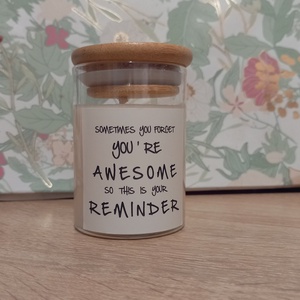 SOMETIMES YOU FORGET
YOU'RE
AWESOME
SO THIS IS YOUR
REMINDER